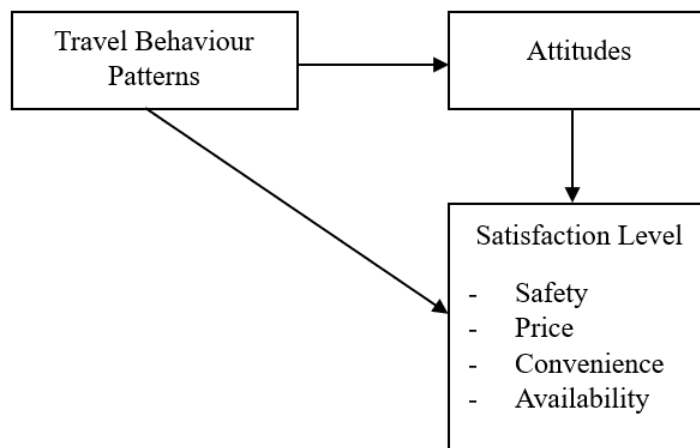 Travel Behaviour
Patterns
Attitudes
Satisfaction Level
- Safety
- Price
- Convenience
- Availability